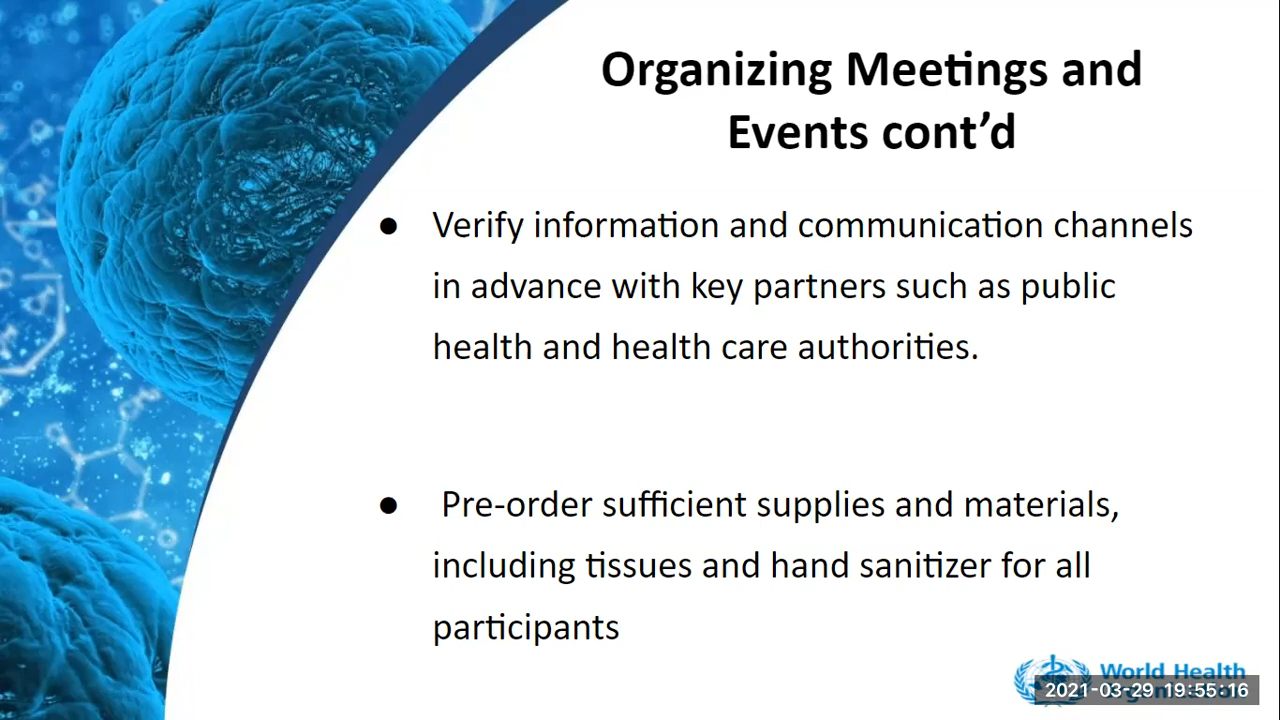 Organizing Meetings and
Events cont’d
● Verify information and communication channels
in advance with key partners such as public
health and health care authorities.
● Pre-order sufficient supplies and materials,
including tissues and hand sanitizer for all
participants
World Health
2021-03-29 19:55:16